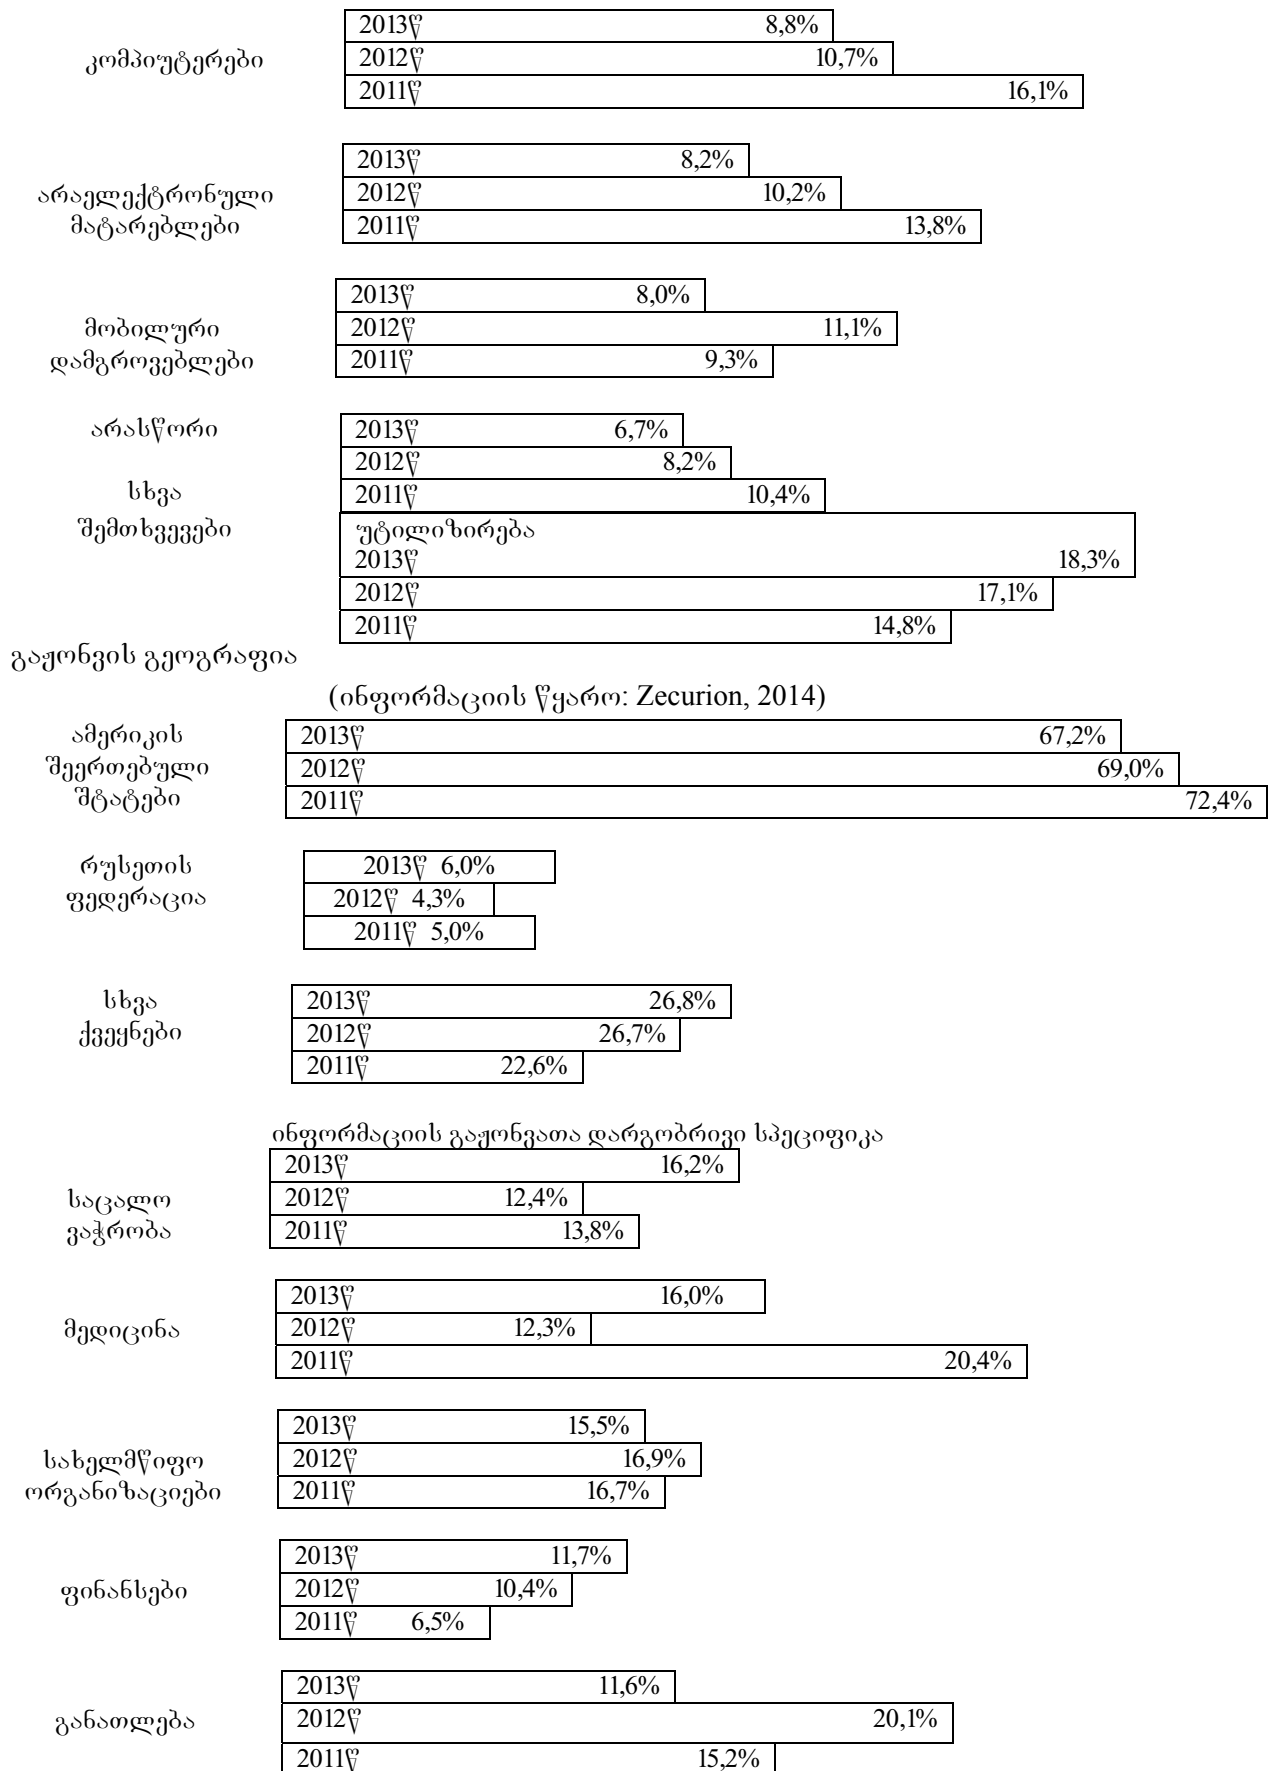 კომპიუტერები
2013წ 8,8%
2012წ 10,7%
2011წ 16,1%
არაელექტრონული
მატარებლები
2013წ 8,2%
2012წ 10,2%
2011წ 13,8%
მობილური
დამგროვებლები
2013წ 8,0%
2012წ 11,1%
2011წ 9,3%
არასწორი
2013წ 6,7%
2012წ 8,2%
2011წ 10,4%
სხვა
შემთხვევები
უტილიზირება
2013წ 18,3%
2012წ 17,1%
2011წ 14,8%
გაჟონვის გეოგრაფია
(ინფორმაციის წყარო: Zecurion, 2014)
ამერიკის
შეერთებული
შტატები
2013წ 67,2%
2012წ 69,0%
2011წ 72,4%
რუსეთის
ფედერაცია
2013წ 6,0%
2012წ 4,3%
2011წ 5,0%
სხვა
ქვეყნები
2013წ 26,8%
2012წ 26,7%
2011წ 22,6%
ინფორმაციის გაჟონვათა დარგობრივი სპეციფიკა
საცალო
ვაჭრობა
2013წ 16,2%
2012წ 12,4%
2011წ 13,8%
მედიცინა
2013წ 16,0%
2012წ 12,3%
2011წ 20,4%
სახელმწიფო
ორგანიზაციები
2013წ 15,5%
2012წ 16,9%
2011წ 16,7%
ფინანსები
2013წ 11,7%
2012წ 10,4%
2011წ 6,5%
განათლება
2013წ 11,6%
2012წ 20,1%
2011წ 15,2%